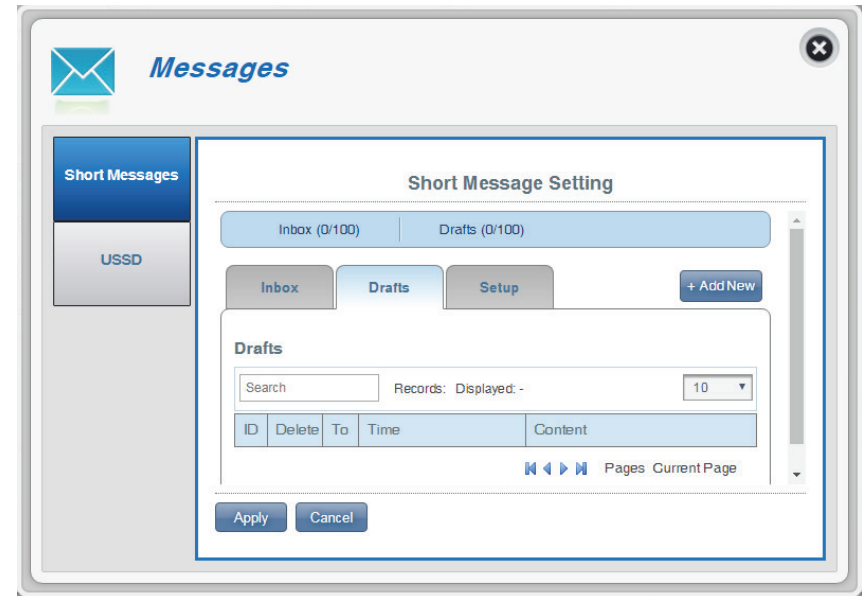 Messages
Short Messages
USSD
Short Message Setting
Inbox (0/100) Drafts (0/100)
Inbox Drafts Setup + Add New
Drafts
Search Records: Displayed: - 10
ID Delete To Time Content
Pages Current Page
Apply Cancel